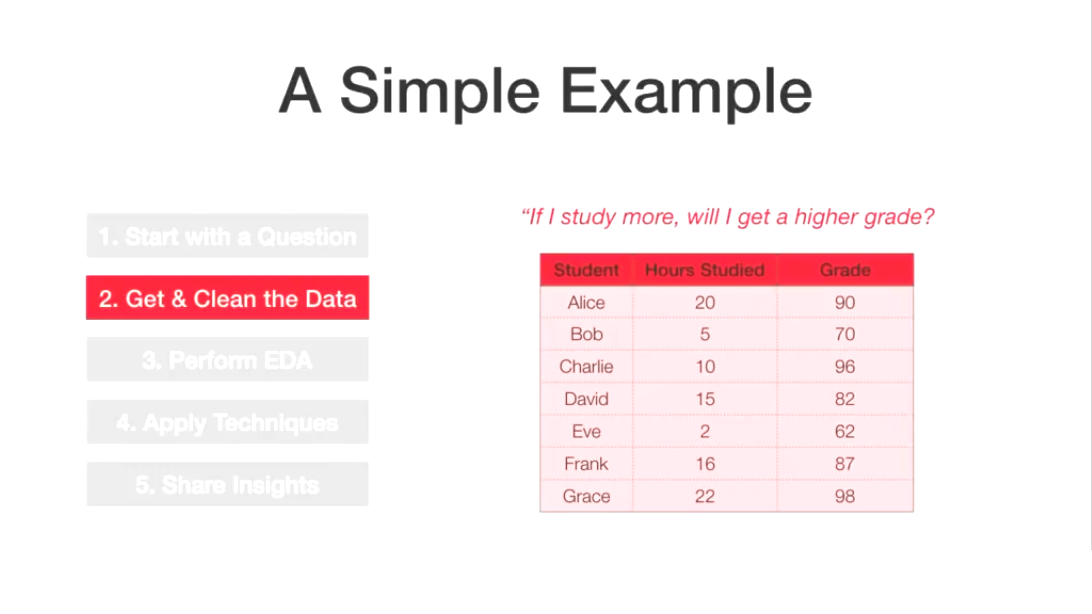 A Simple Example
1. Start with a Question
2. Get & Clean the Data
3. Perform EDA
4. Apply Techniques
5. Share Insights
“If I study more, will I get a higher grade?
Student Hours Studied Grade
Alice 20 90
Bob 5 70
Charlie 10 96
David 15 82
Eve 2 62
Frank 16 87
Grace 22 98